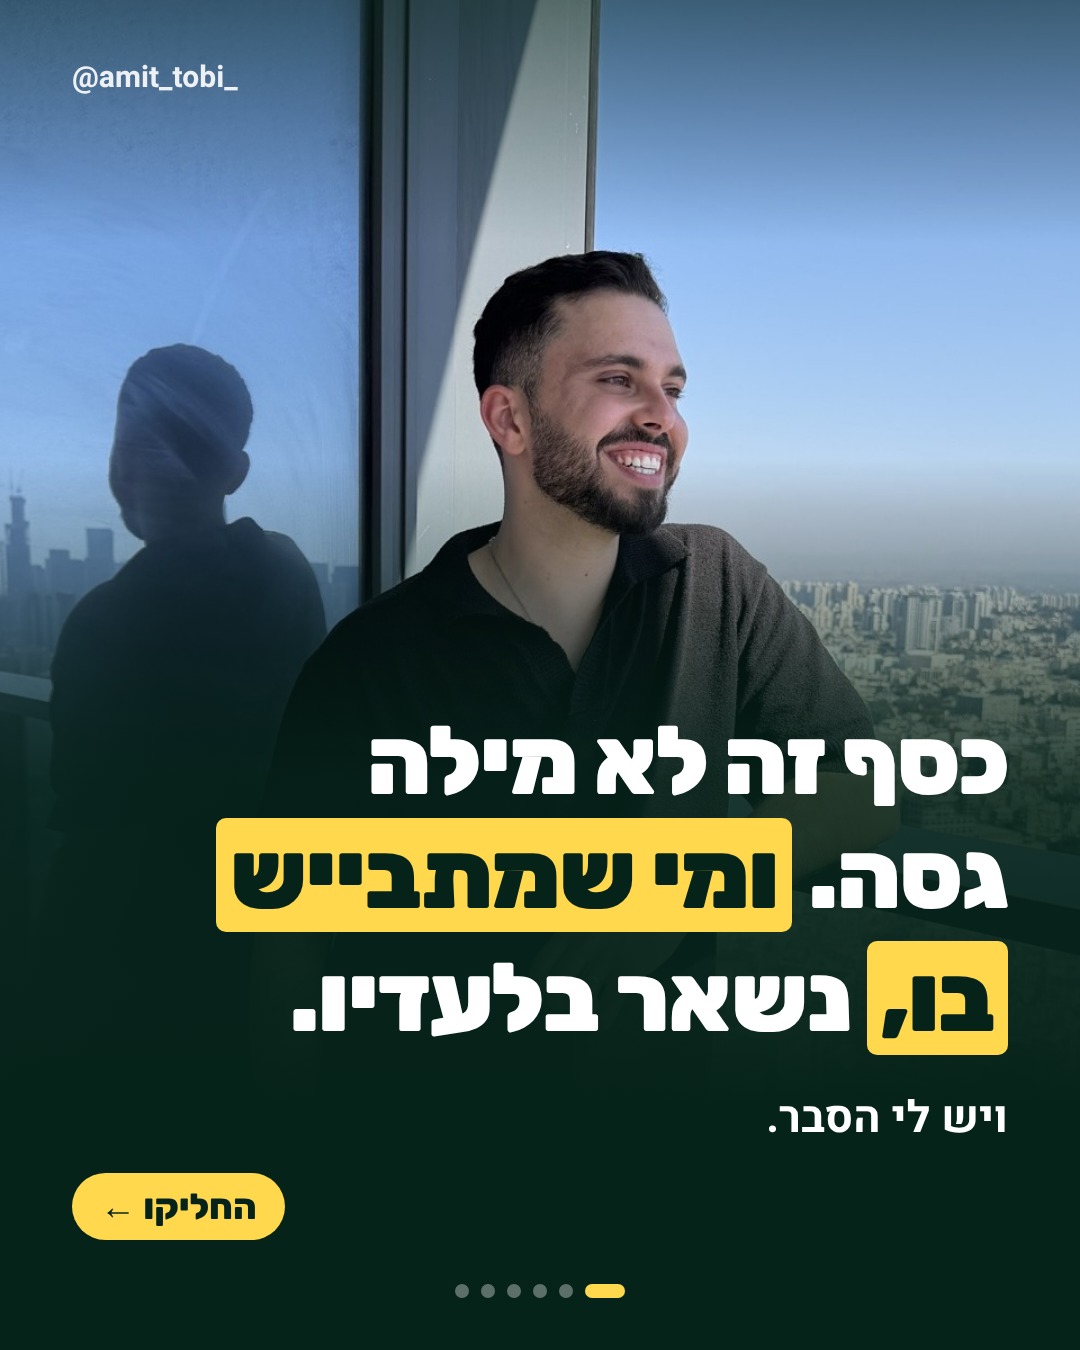 @amit_tobi_
כסף זה לא מילה
גסה. ומי שמתבייש
בו, נשאר בלעדיו.
ויש לי הסבר.
החליקו ←